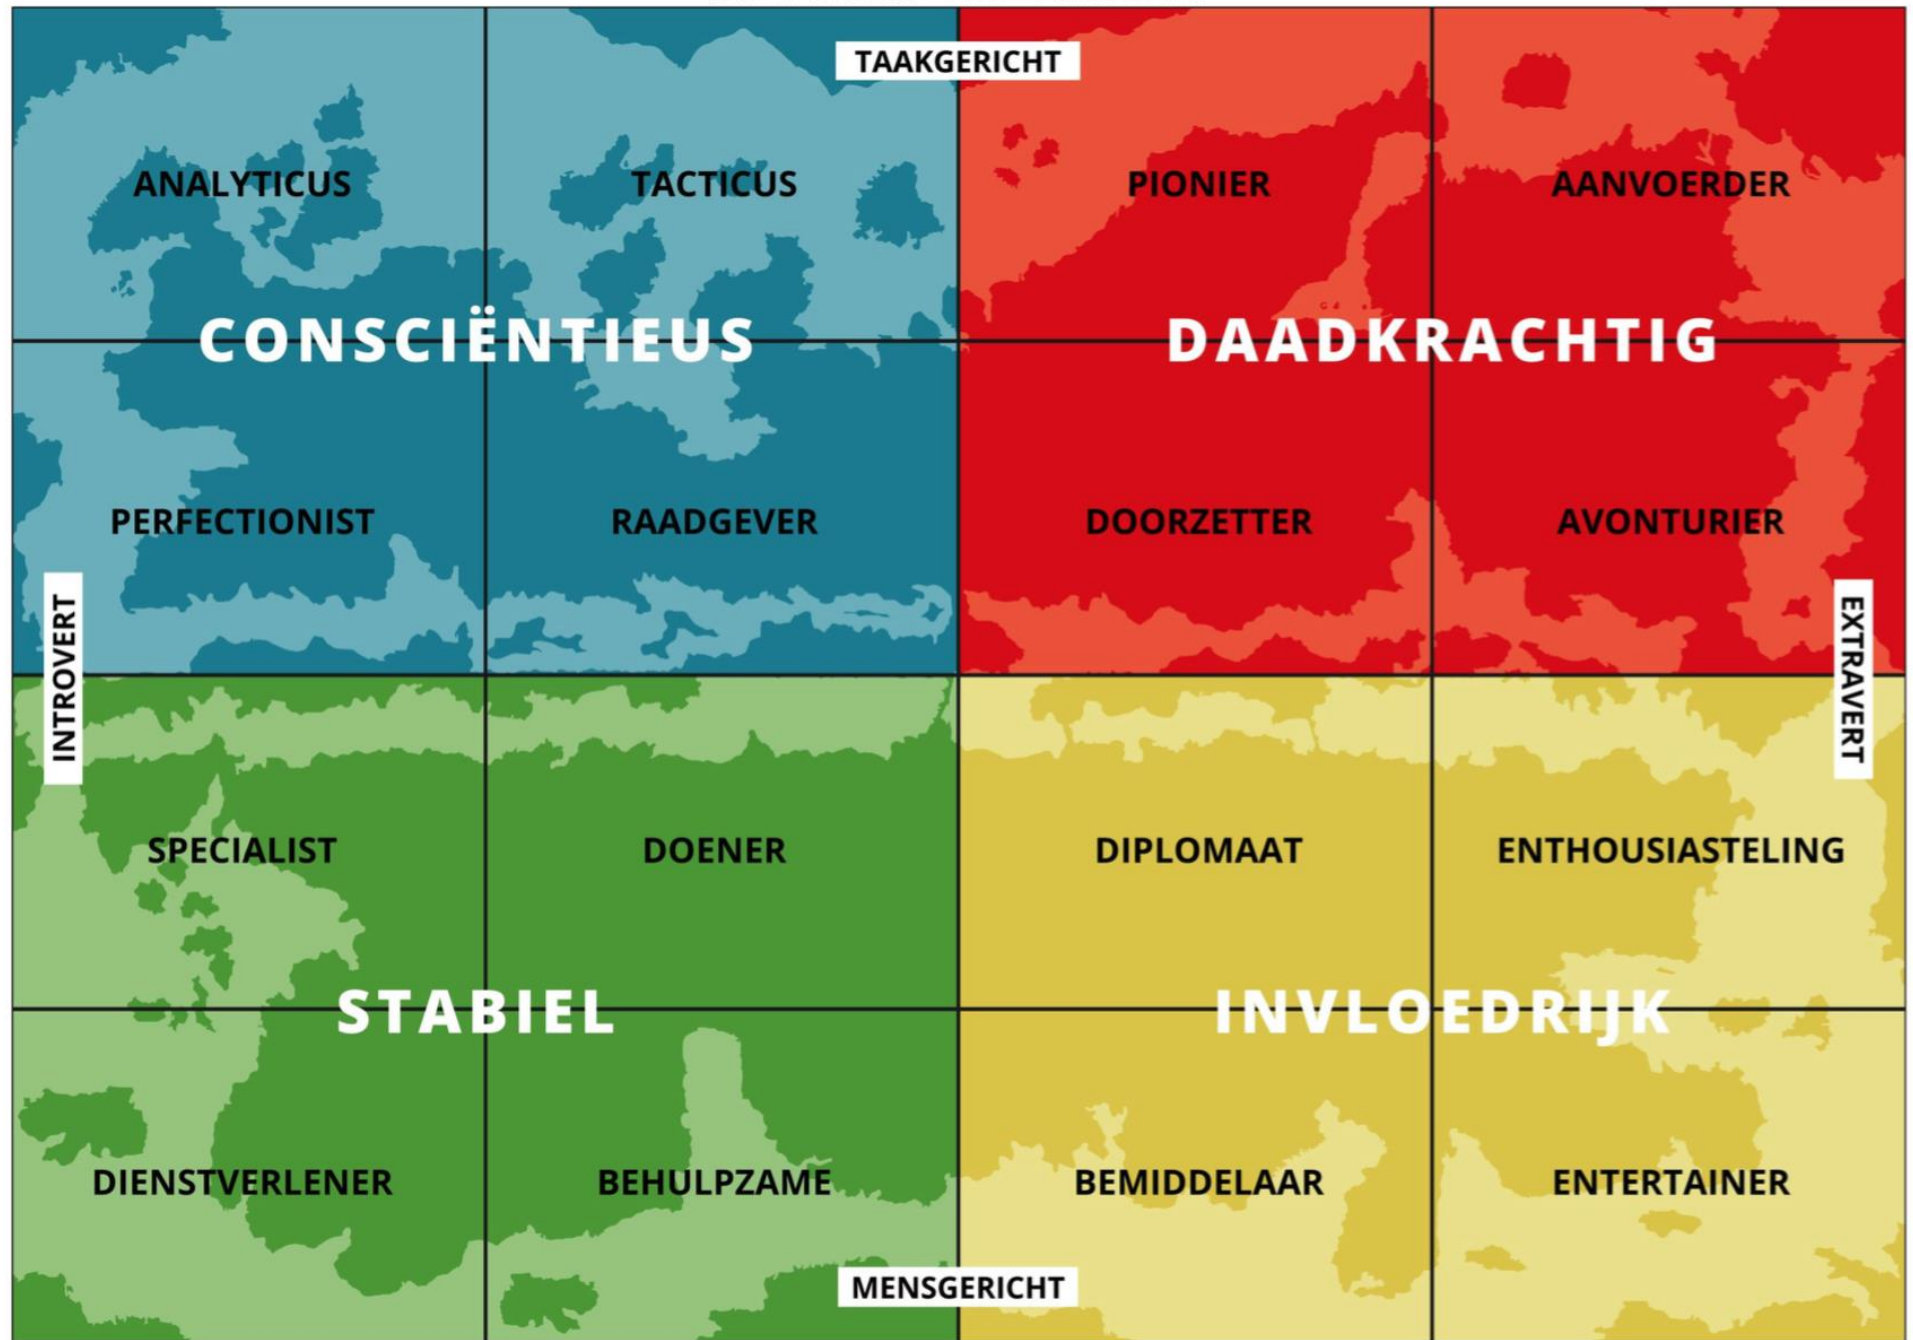 TAAKGERICHT
ANALYTICUS
TACTICUS
PIONIER
AANVOERDER
CONSCIËNTIEUS
DAADKRACHTIG
PERFECTIONIST
RAADGEVER
DOORZETTER
AVONTURIER
INTROVERT
EXTRAVERT
SPECIALIST
DOENER
DIPLOMAAT
ENTHOUSIASTELING
STABIEL
INVLOEDRIJK
DIENSTVERLENER
BEHULPZAME
BEMIDDELAAR
ENTERTAINER
MENSGERICHT